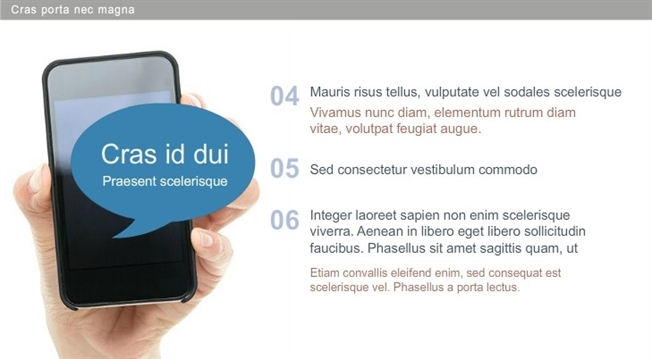 Cras porta nec magna
Cras id dui
Praesent scelerisque
04
Mauris risus tellus, vulputate vel sodales scelerisque
Vivamus nunc diam, elementum rutrum diam
vitae, volutpat feugiat augue.
05
Sed consectetur vestibulum commodo
06
Integer laoreet sapien non enim scelerisque
viverra. Aenean in libero eget libero sollicitudin
faucibus. Phasellus sit amet sagittis quam, ut
Etiam convallis eleifend enim, sed consequat est
scelerisque vel. Phasellus a porta lectus.